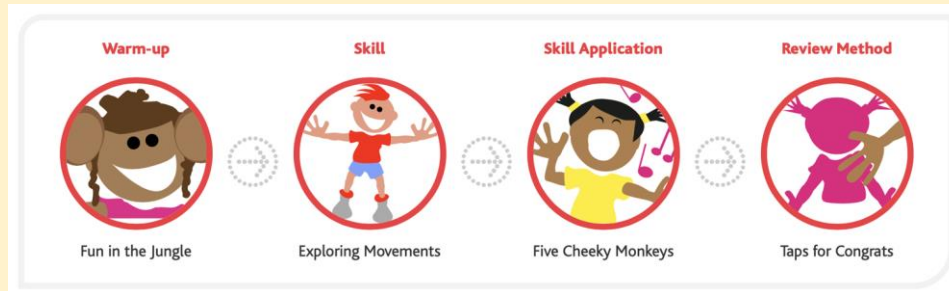 Warm-up
Skill
Skill Application
Review Method
Fun in the Jungle
Exploring Movements
Five Cheeky Monkeys
Taps for Congrats